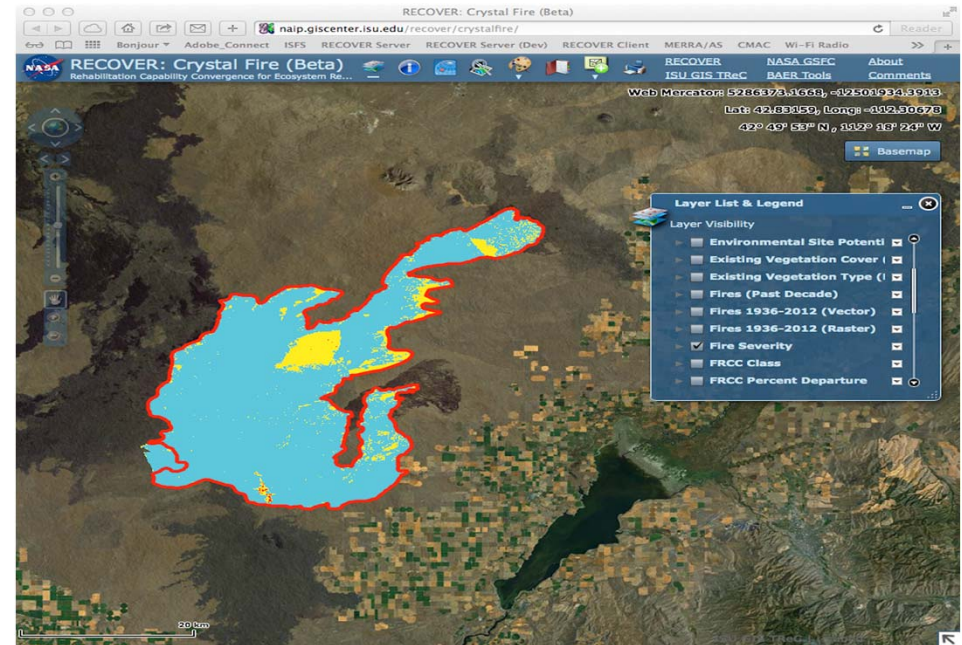 RECOVER: Crystal Fire (Beta)
naip.giscenter.isu.edu/recover/crystalfire/
Reader
Bonjour Adobe_Connect ISFS RECOVER Server RECOVER Server (Dev) RECOVER Client MERRA/AS CMAC Wi-Fi Radio
NASA
RECOVER: Crystal Fire (Beta)
Rehabilitation Capability Convergence for Ecosystem Re...
RECOVER NASA GSFC About
ISU GIS TReC BAER Tools Comments
Web Mercator: 5286373.1668, -12501934.3913
Lat: 42.83159, Long: -112.30678
42° 49' 53" N , 112° 18' 24" W
Basemap
Layer List & Legend
Layer Visibility
Environmental Site Potenti
Existing Vegetation Cover (
Existing Vegetation Type (
Fires (Past Decade)
Fires 1936-2012 (Vector)
Fires 1936-2012 (Raster)
Fire Severity
FRCC Class
FRCC Percent Departure
20 km